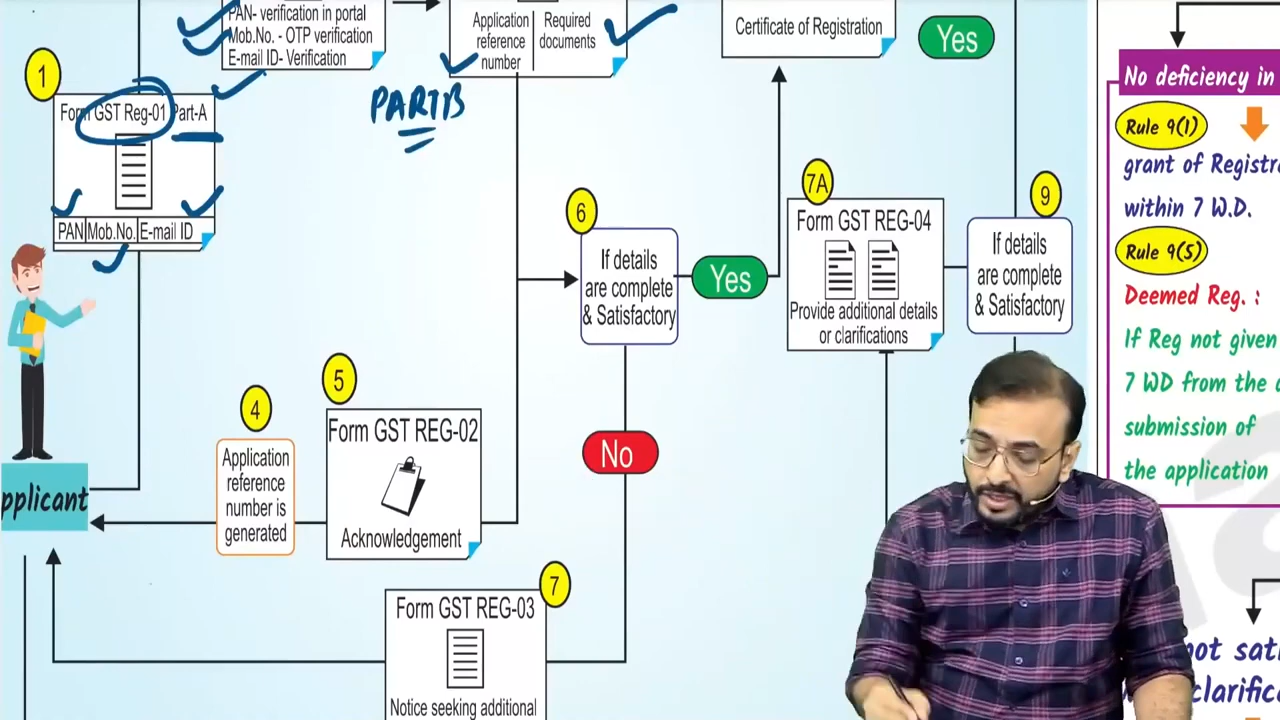 PAN- verification in portal
Mob.No. - OTP verification
E-mail ID- Verification
Application
reference
number
Required
documents
Certificate of Registration
Yes
1
Form GST Reg-01 Part-A
PAN Mob.No. E-mail ID
PART B
6
If details
are complete
& Satisfactory
Yes
7A
Form GST REG-04
Provide additional details
or clarifications
9
If details
are complete
& Satisfactory
No deficiency in
Rule 9(1)
grant of Registra
within 7 W.D.
Rule 9(5)
Deemed Reg. :
If Reg not given
7 WD from the
submission of
the application
4
Application
reference
number is
generated
5
Form GST REG-02
Acknowledgement
No
pplicant
7
Form GST REG-03
Notice seeking additional
not sati
clarifica